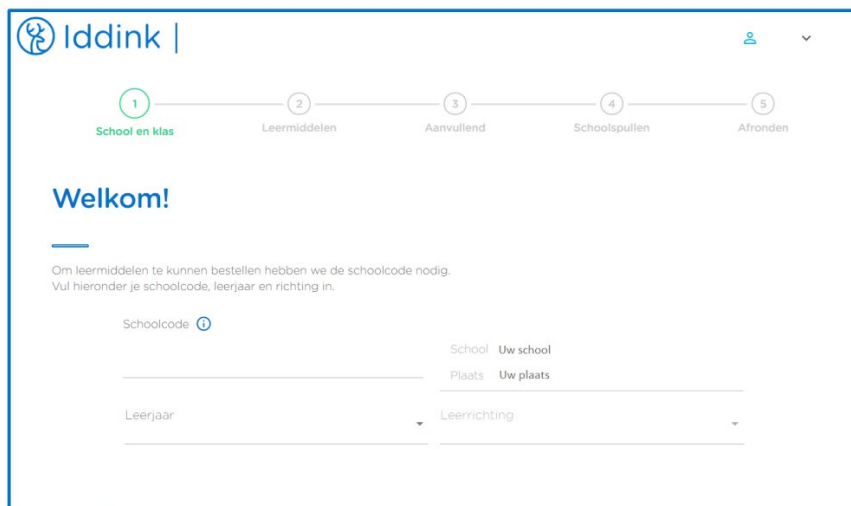 Iddink |
1 2 3 4 5
School en klas Leermiddelen Aanvullend Schoolspullen Afronden
Welkom!
Om leermiddelen te kunnen bestellen hebben we de schoolcode nodig.
Vul hieronder je schoolcode, leerjaar en richting in.
Schoolcode i
School Uw school
Plaats Uw plaats
Leerjaar Leerrichting